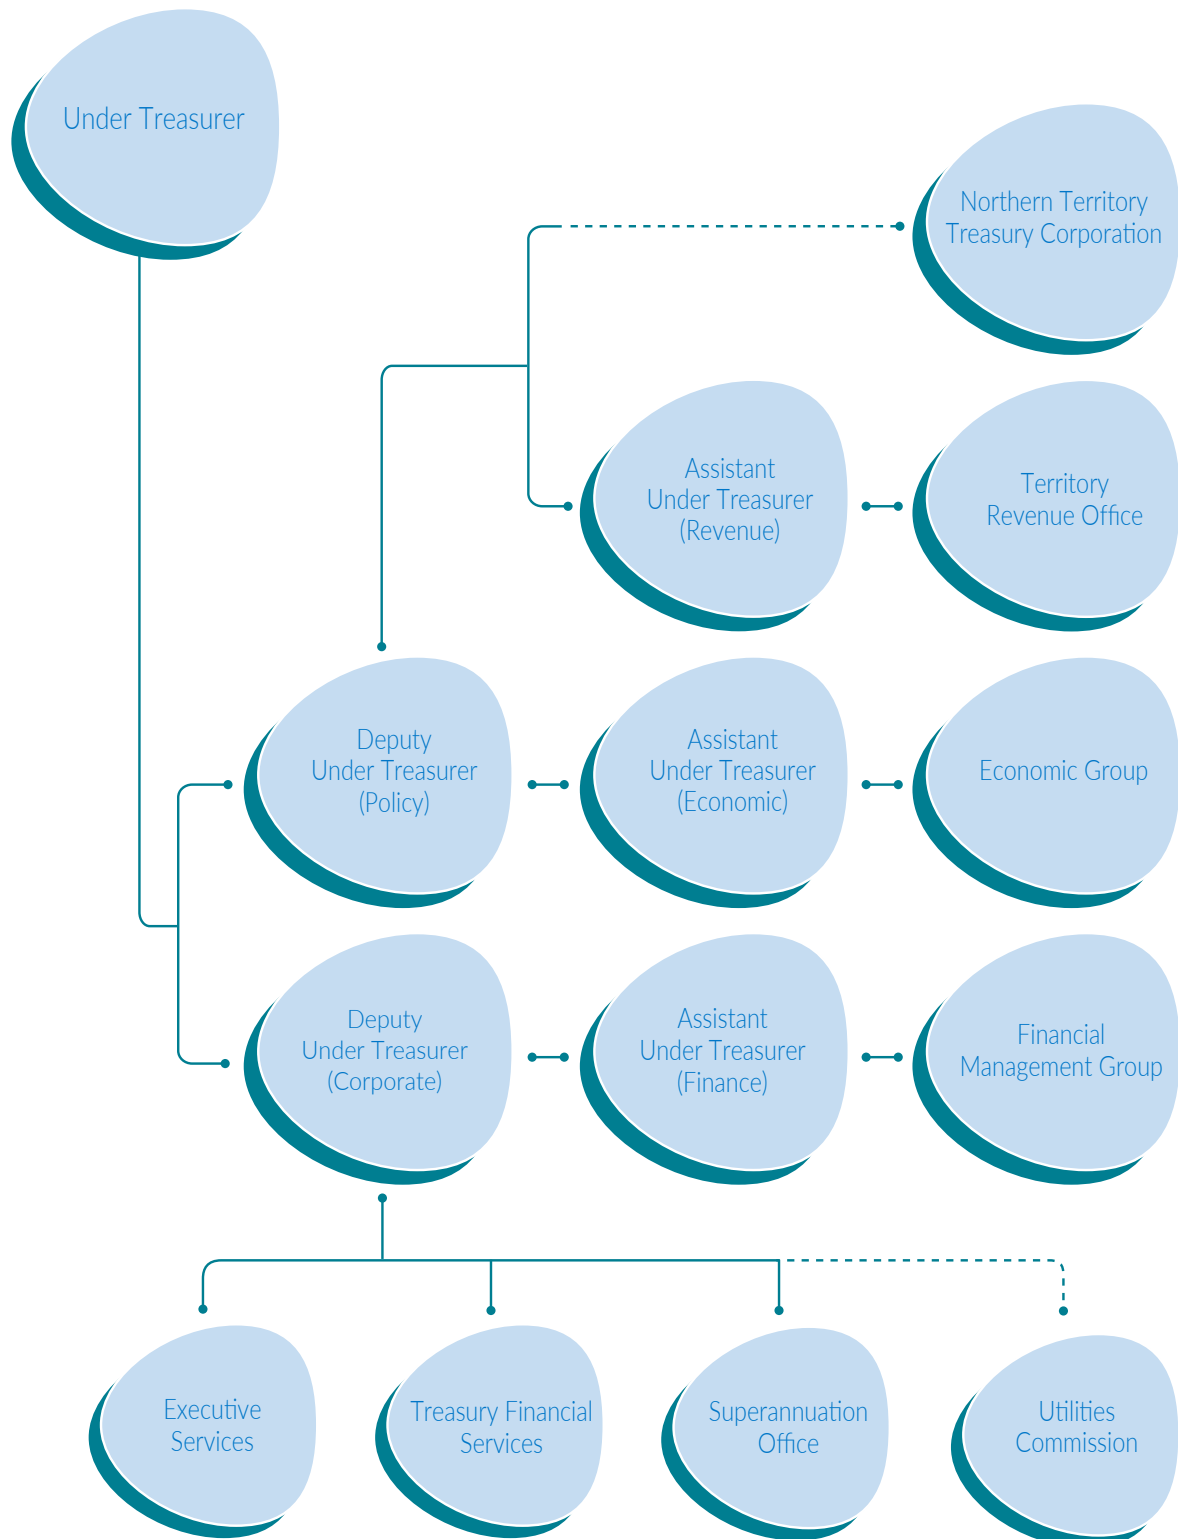 Under Treasurer
Northern Territory
Treasury Corporation
Assistant
Under Treasurer
(Revenue)
Territory
Revenue Office
Deputy
Under Treasurer
(Policy)
Assistant
Under Treasurer
(Economic)
Economic Group
Deputy
Under Treasurer
(Corporate)
Assistant
Under Treasurer
(Finance)
Financial
Management Group
Executive
Services
Treasury Financial
Services
Superannuation
Office
Utilities
Commission